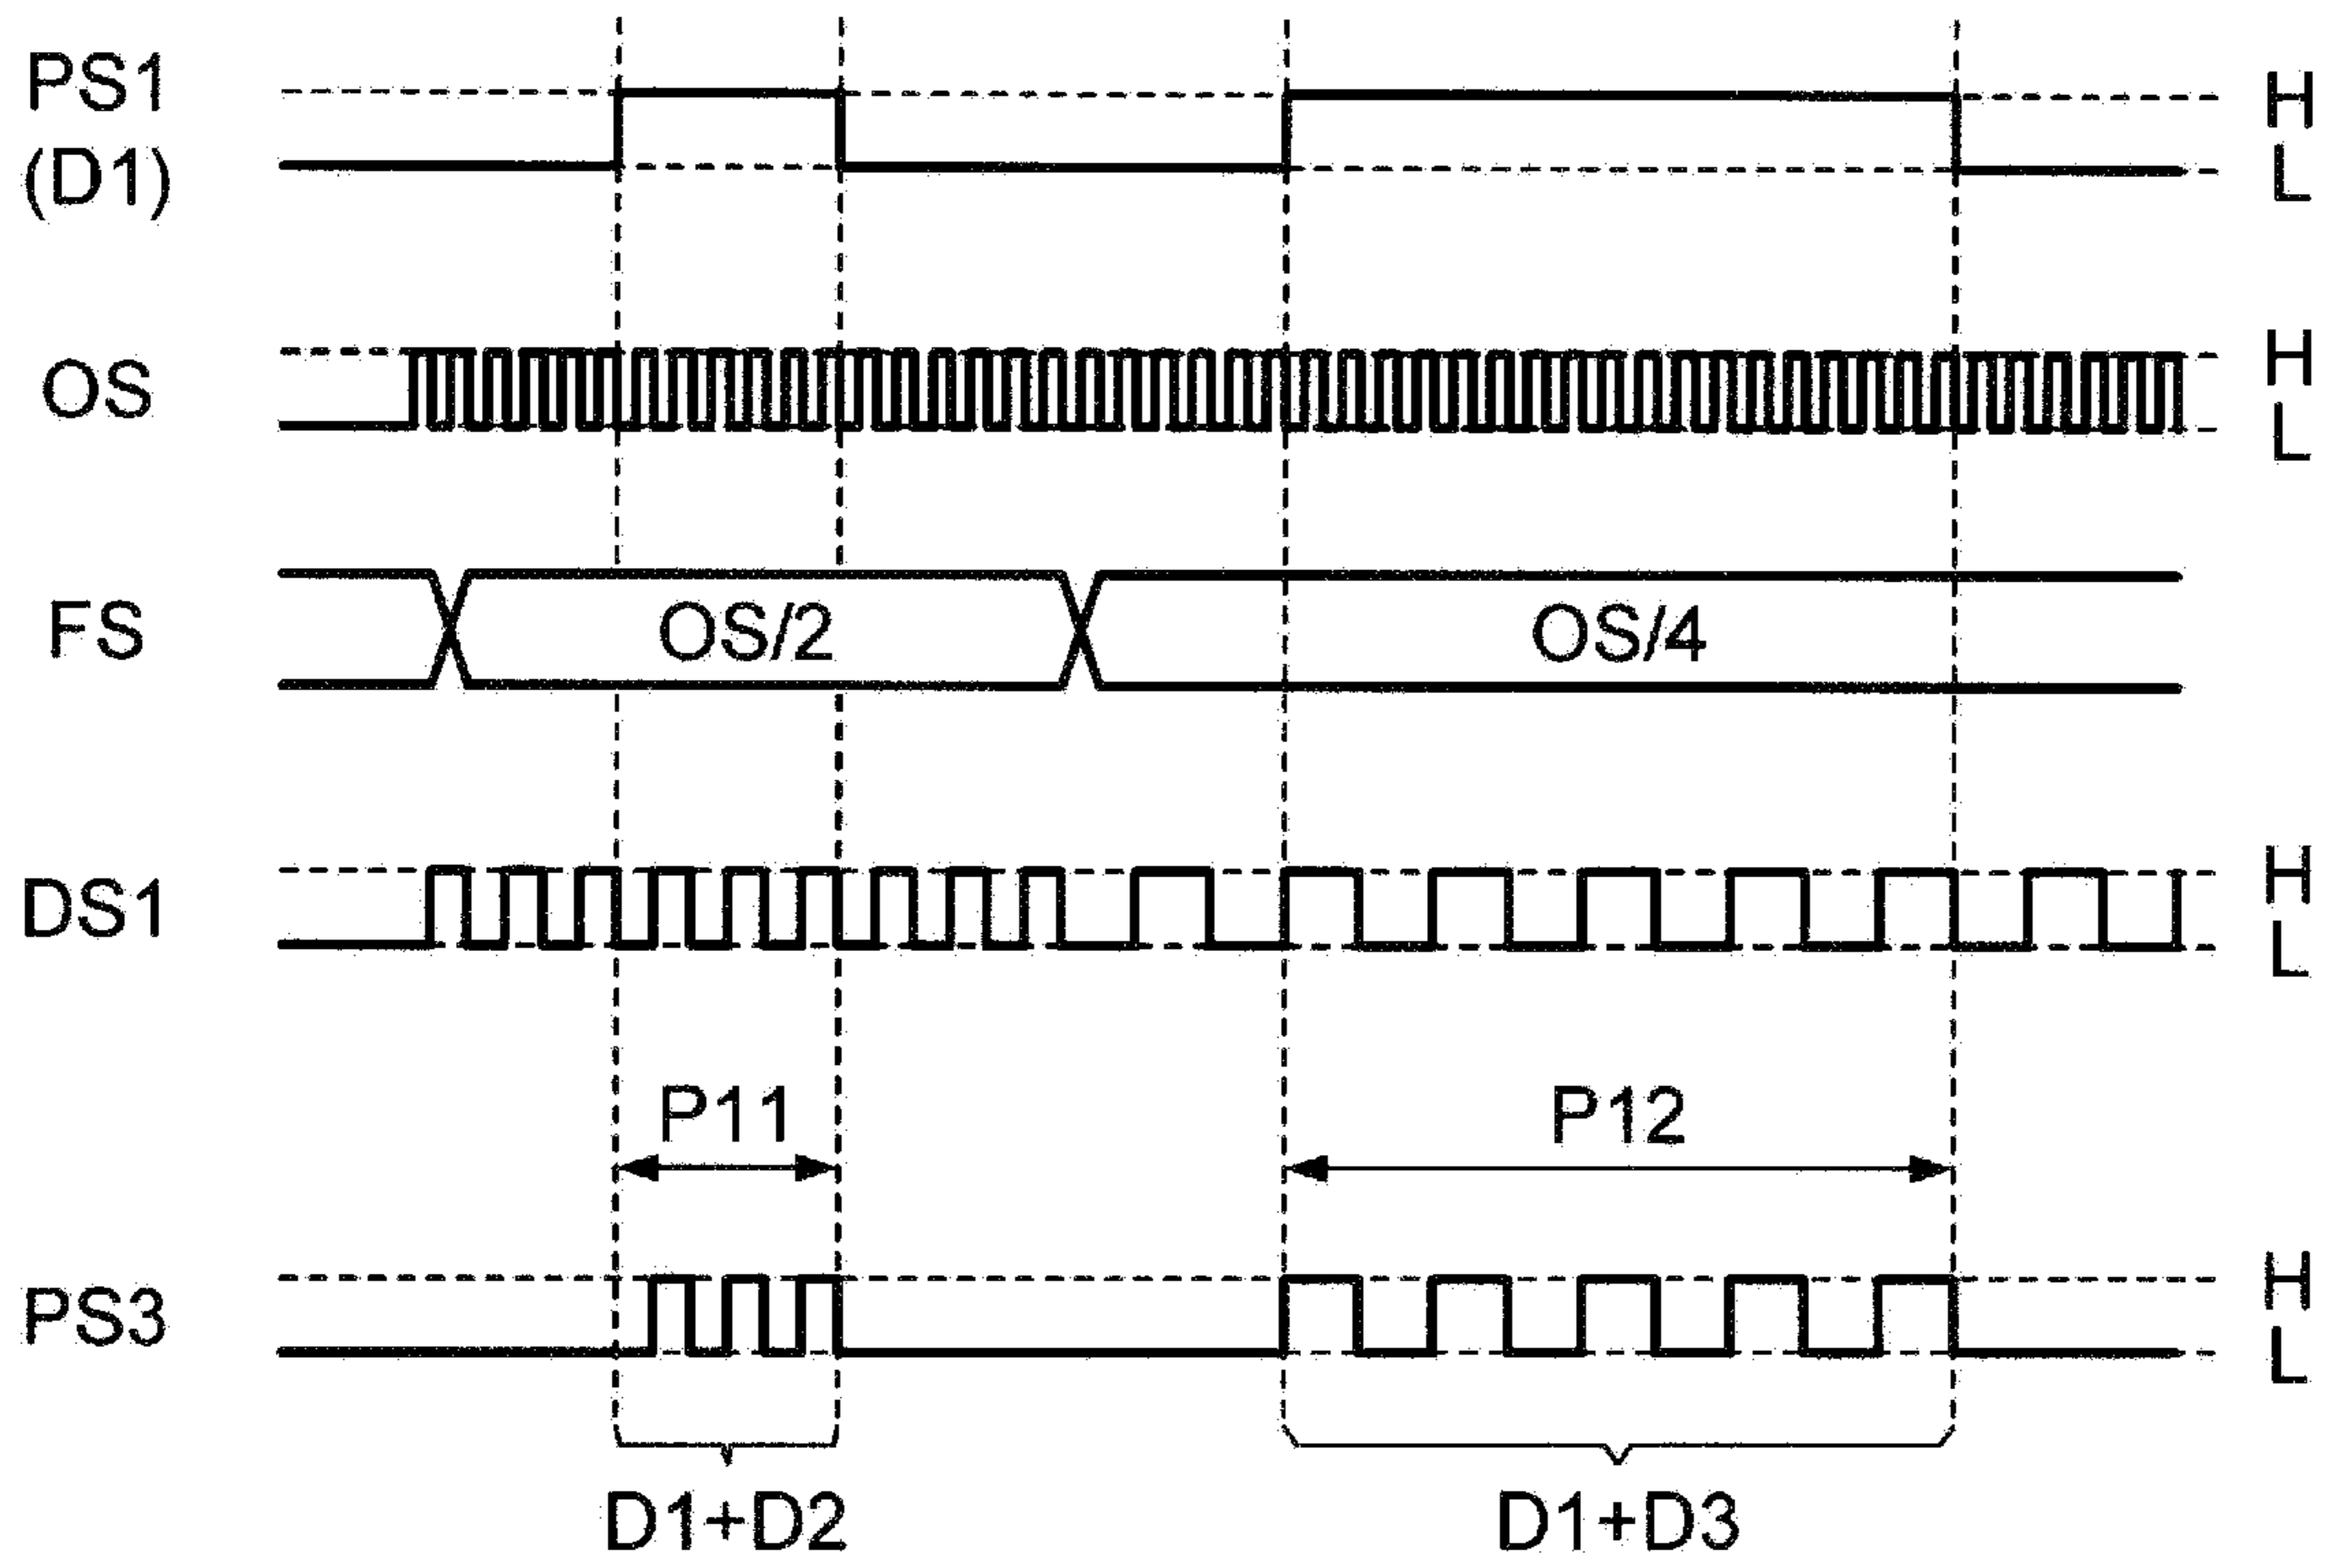 PS1
(D1)
H
L
OS
H
L
FS
OS/2
OS/4
DS1
H
L
P11
P12
PS3
H
L
D1+D2
D1+D3